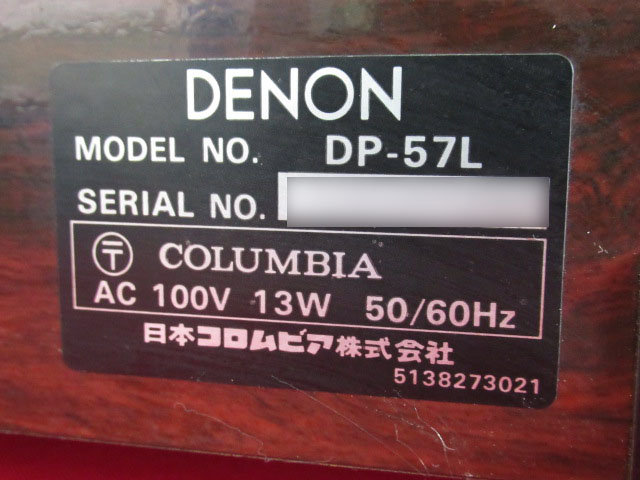 DENON
MODEL NO. DP-57L
SERIAL NO.
〒 COLUMBIA
AC 100V 13W 50/60Hz
日本コロムビア株式会社
5138273021